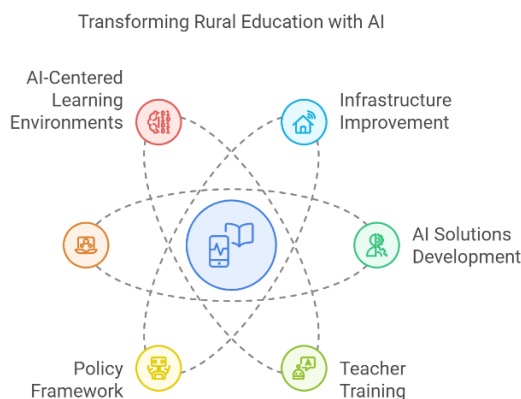 Transforming Rural Education with AI
AI-Centered
Learning
Environments
Infrastructure
Improvement
AI Solutions
Development
Policy
Framework
Teacher
Training